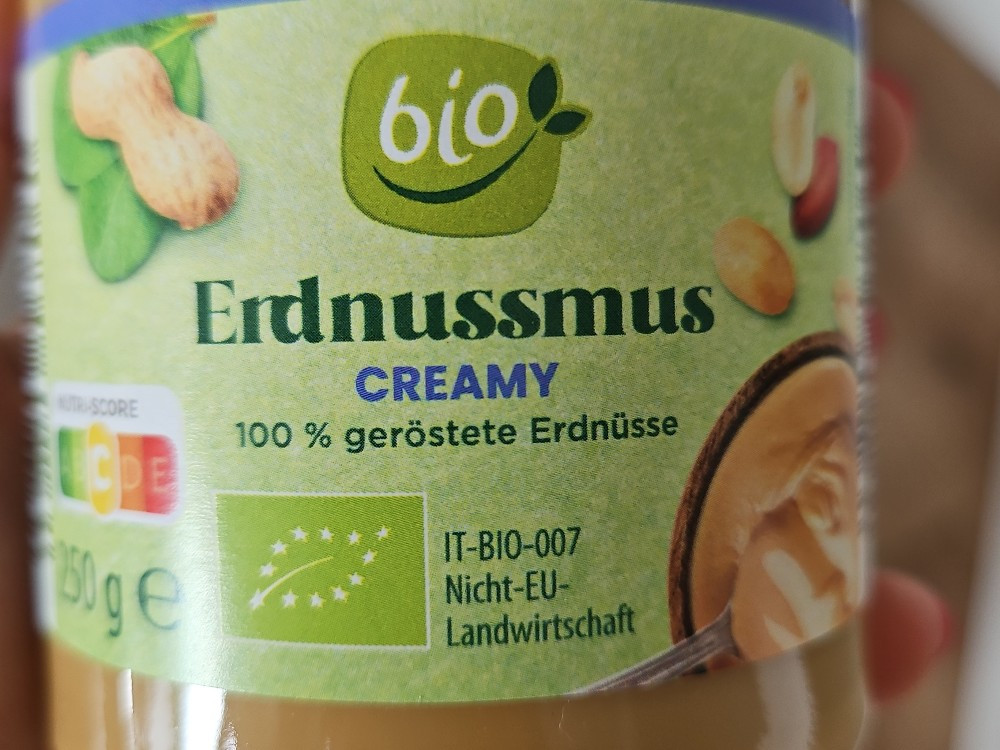 bio
Erdnussmus
CREAMY
100 % geröstete Erdnüsse
NUTRI-SCORE
C D E
250 g e
IT-BIO-007
Nicht-EU-
Landwirtschaft